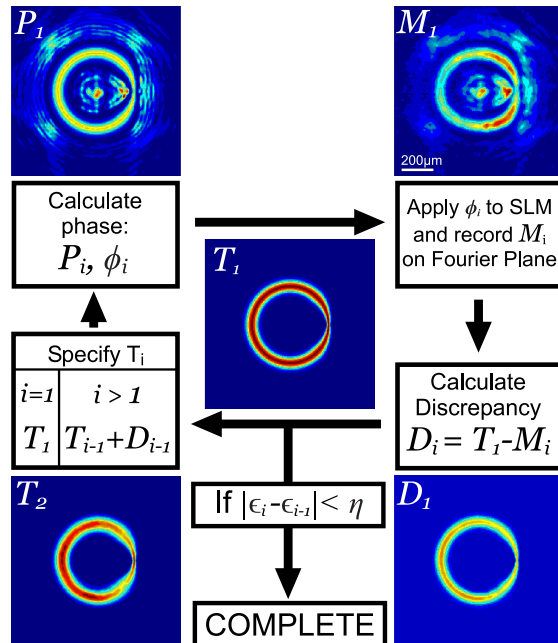 P₁
M₁
200µm
Calculate
phase:
Pᵢ, ϕᵢ
Apply ϕᵢ to SLM
and record Mᵢ
on Fourier Plane
T₁
Specify Tᵢ
i=1 i > 1
T₁ Tᵢ₋₁+Dᵢ₋₁
Calculate
Discrepancy
Dᵢ = T₁-Mᵢ
T₂
If |ϵᵢ-ϵᵢ₋₁| < η
D₁
COMPLETE